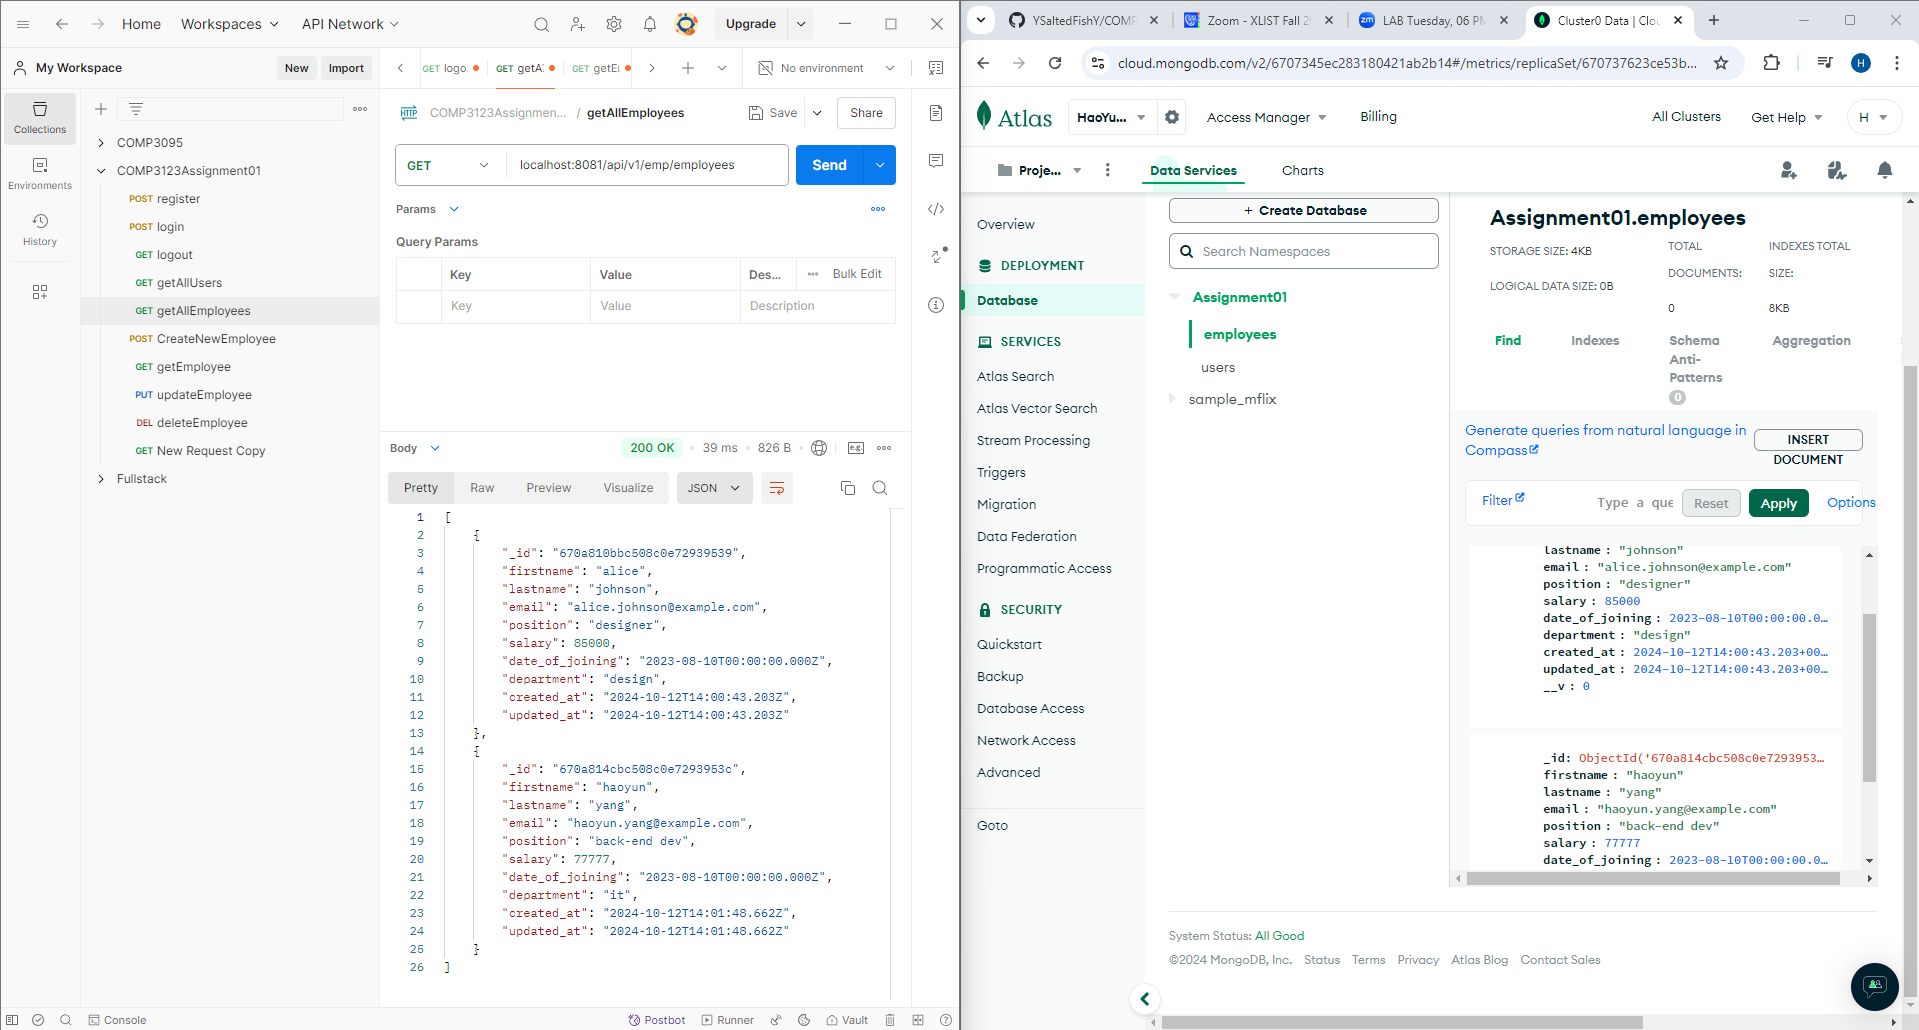 Home
Workspaces
API Network
Upgrade
My Workspace
New
Import
GET logo
GET getA
GET getE
No environment
Collections
Environments
History
COMP3095
COMP3123Assignment01
POST register
POST login
GET logout
GET getAllUsers
GET getAllEmployees
POST CreateNewEmployee
GET getEmployee
PUT updateEmployee
DEL deleteEmployee
GET New Request Copy
Fullstack
HTTP
COMP3123Assignmen... / getAllEmployees
Save
Share
GET
localhost:8081/api/v1/emp/employees
Send
Params
Query Params
Key Value Des... Bulk Edit
Key Value Description
Body
200 OK • 39 ms • 826 B
e.g.
Pretty Raw Preview Visualize JSON
1 [
2 {
3 "_id": "670a810bbc508c0e72939539",
4 "firstname": "alice",
5 "lastname": "johnson",
6 "email": "alice.johnson@example.com",
7 "position": "designer",
8 "salary": 85000,
9 "date_of_joining": "2023-08-10T00:00:00.000Z",
10 "department": "design",
11 "created_at": "2024-10-12T14:00:43.203Z",
12 "updated_at": "2024-10-12T14:00:43.203Z"
13 },
14 {
15 "_id": "670a814cbc508c0e7293953c",
16 "firstname": "haoyun",
17 "lastname": "yang",
18 "email": "haoyun.yang@example.com",
19 "position": "back-end dev",
20 "salary": 77777,
21 "date_of_joining": "2023-08-10T00:00:00.000Z",
22 "department": "it",
23 "created_at": "2024-10-12T14:01:48.662Z",
24 "updated_at": "2024-10-12T14:01:48.662Z"
25 }
26 ]
Console
Postbot
Runner
Vault
YSaltedFishY/COMP
Zoom - XLIST Fall 2
zm LAB Tuesday, 06 PM
Cluster0 Data | Clou
cloud.mongodb.com/v2/6707345ec283180421ab2b14#/metrics/replicaSet/670737623ce53b...
H
Atlas
HaoYu...
Access Manager
Billing
All Clusters
Get Help
H
Proje...
Data Services
Charts
Overview
DEPLOYMENT
Database
SERVICES
Atlas Search
Atlas Vector Search
Stream Processing
Triggers
Migration
Data Federation
Programmatic Access
SECURITY
Quickstart
Backup
Database Access
Network Access
Advanced
Goto
+ Create Database
Search Namespaces
Assignment01
employees
users
sample_mflix
Assignment01.employees
STORAGE SIZE: 4KB
LOGICAL DATA SIZE: 0B
TOTAL
DOCUMENTS:
0
INDEXES TOTAL
SIZE:
8KB
Find
Indexes
Schema
Anti-
Patterns
0
Aggregation
Generate queries from natural language in
Compass
INSERT
DOCUMENT
Filter
Type a que
Reset
Apply
Options
lastname : "johnson"
email : "alice.johnson@example.com"
position : "designer"
salary : 85000
date_of_joining : 2023-08-10T00:00:00.0…
department : "design"
created_at : 2024-10-12T14:00:43.203+00…
updated_at : 2024-10-12T14:00:43.203+00…
__v : 0
_id: ObjectId('670a814cbc508c0e7293953…
firstname : "haoyun"
lastname : "yang"
email : "haoyun.yang@example.com"
position : "back-end dev"
salary : 77777
date_of_joining : 2023-08-10T00:00:00.0…
System Status: All Good
©2024 MongoDB, Inc. Status Terms Privacy Atlas Blog Contact Sales